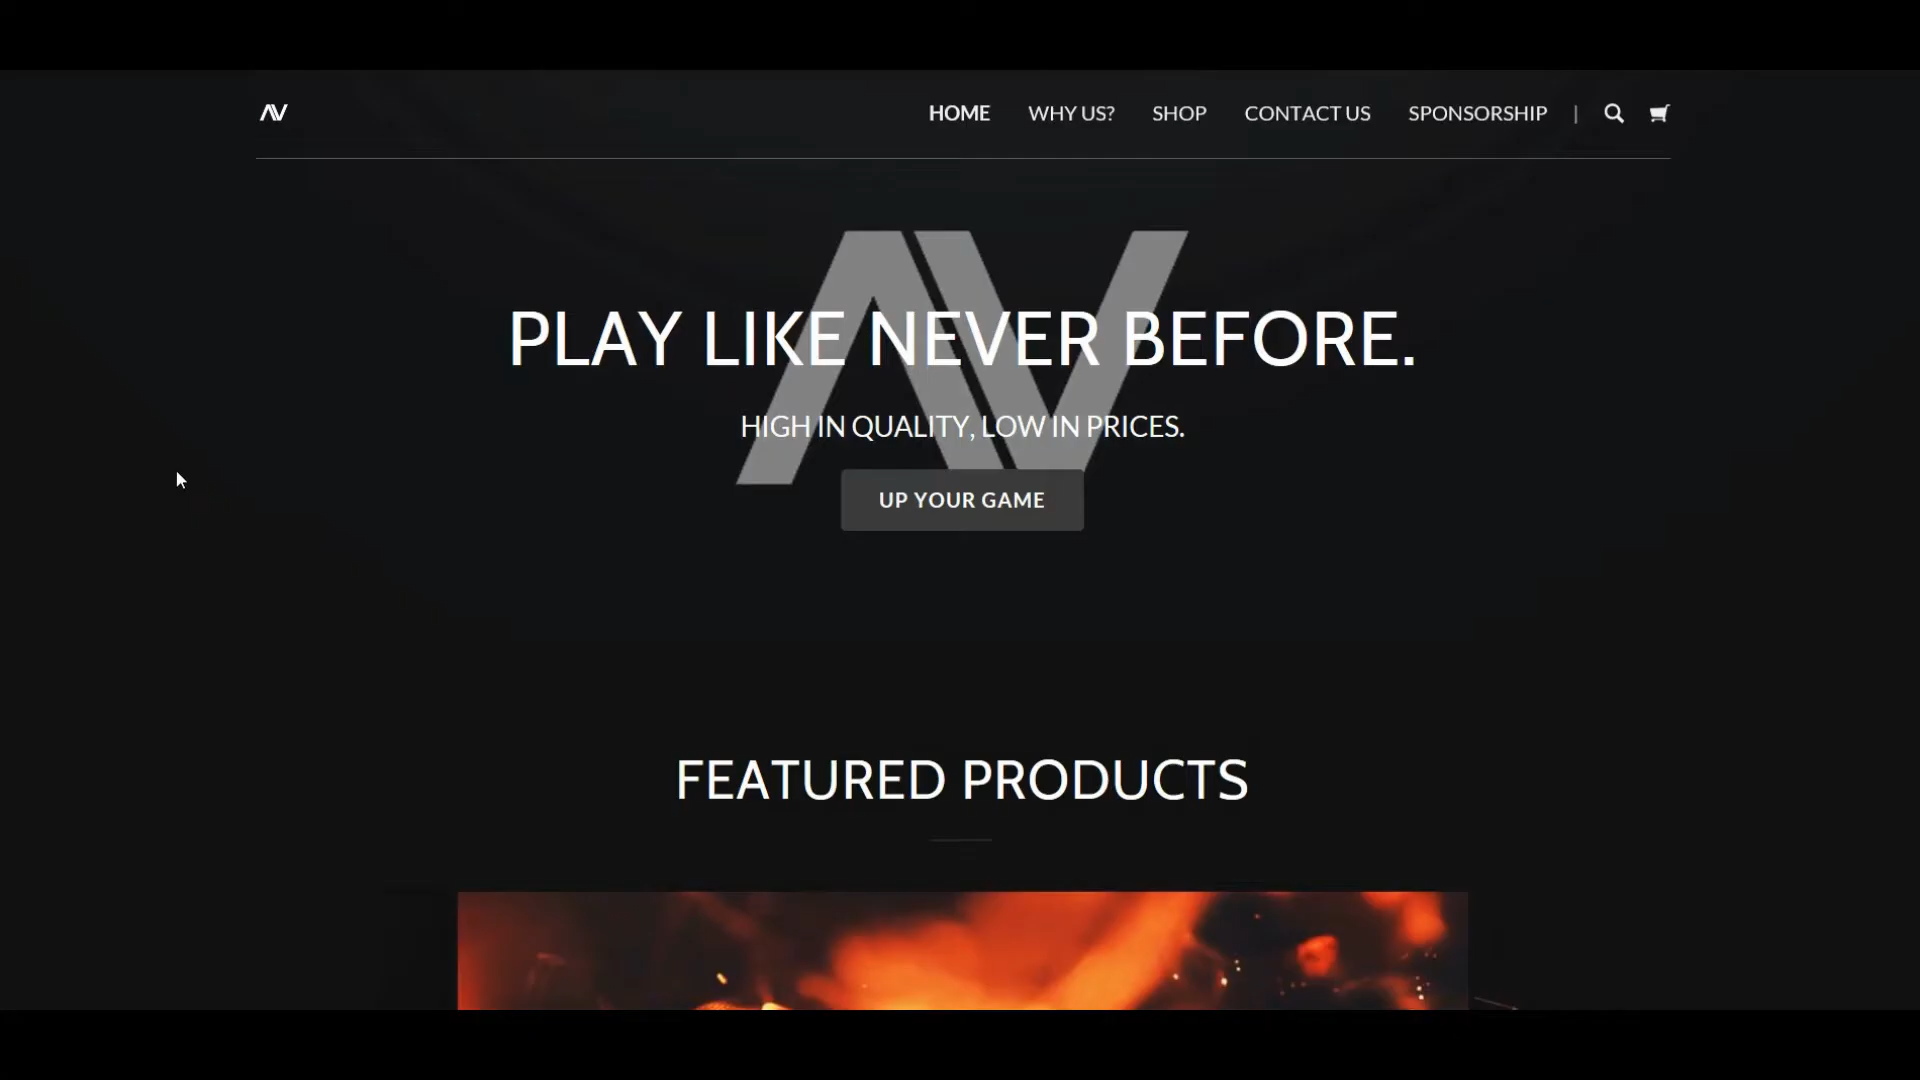 AV
HOME WHY US? SHOP CONTACT US SPONSORSHIP |
AV
PLAY LIKE NEVER BEFORE.
HIGH IN QUALITY, LOW IN PRICES.
UP YOUR GAME
FEATURED PRODUCTS